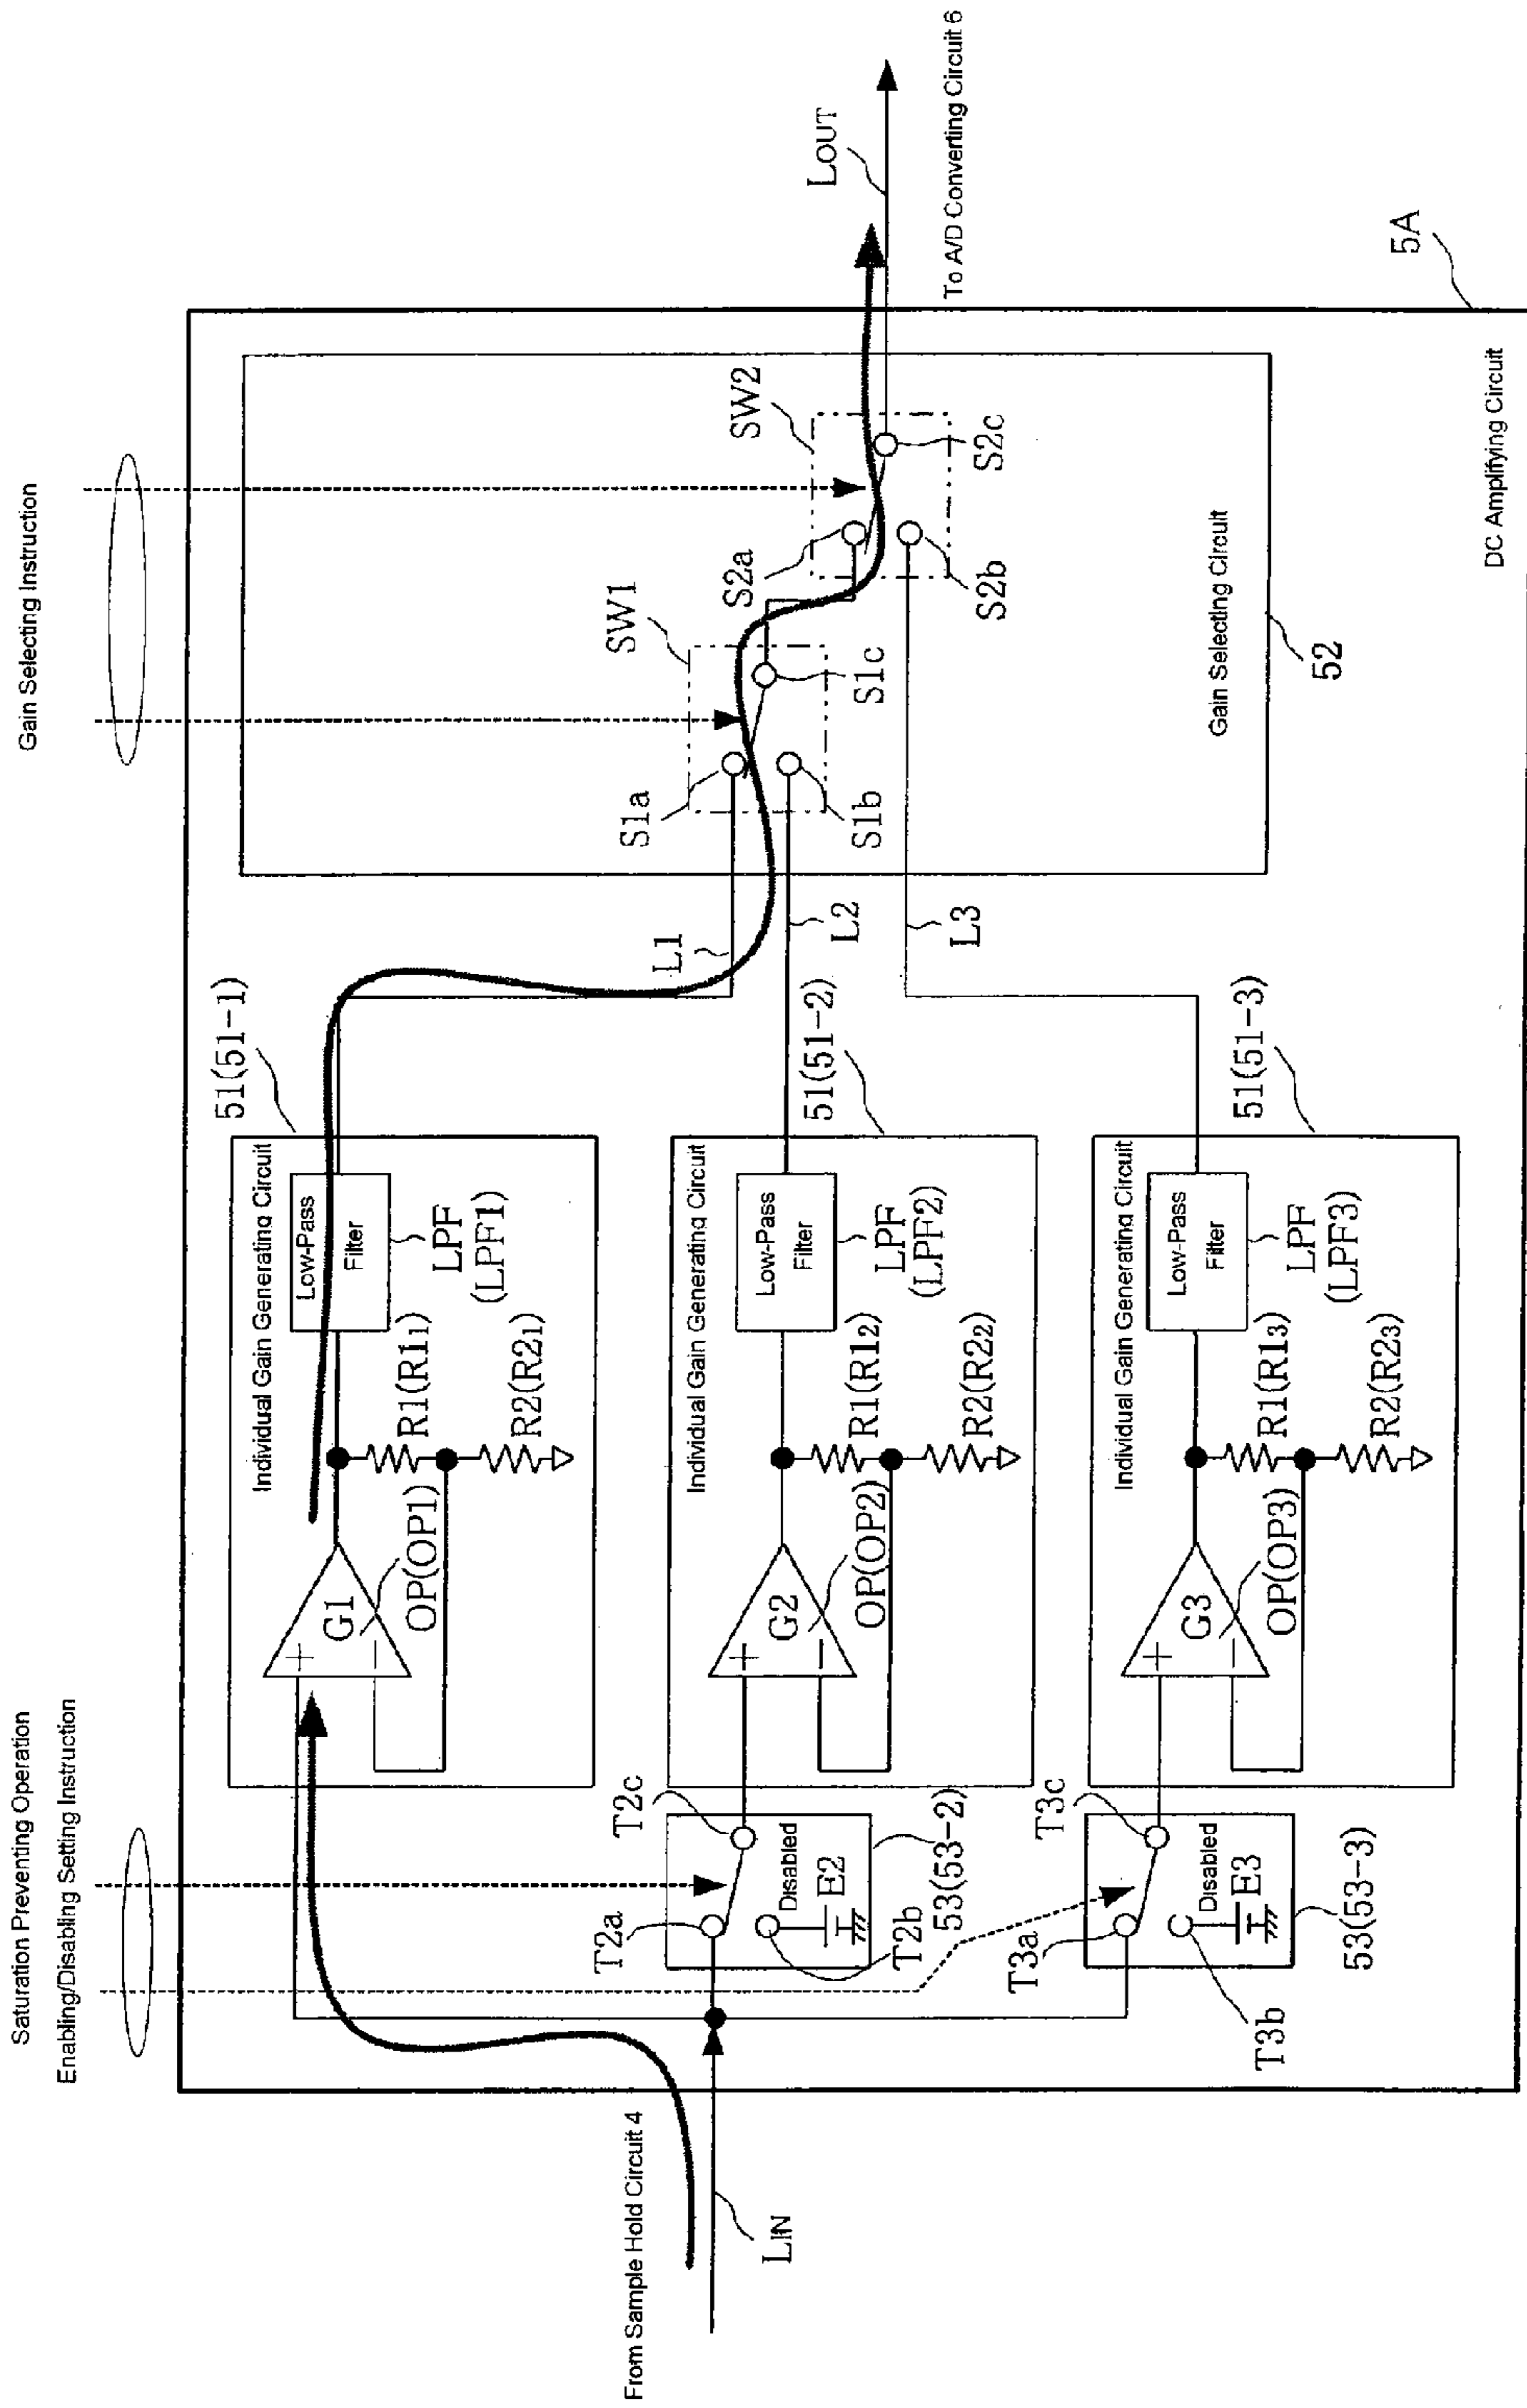 Saturation Preventing Operation
Enabling/Disabling Setting Instruction
Gain Selecting Instruction
From Sample Hold Circuit 4
LIN
51(51-1)
Individual Gain Generating Circuit
+
G1
−
OP(OP1)
R1(R11)
R2(R21)
Low-Pass
Filter
LPF
(LPF1)
L1
T2a
T2c
Disabled
E2
T2b
53(53-2)
51(51-2)
Individual Gain Generating Circuit
+
G2
−
OP(OP2)
R1(R12)
R2(R22)
Low-Pass
Filter
LPF
(LPF2)
L2
T3a
T3c
Disabled
E3
T3b
53(53-3)
51(51-3)
Individual Gain Generating Circuit
+
G3
−
OP(OP3)
R1(R13)
R2(R23)
Low-Pass
Filter
LPF
(LPF3)
L3
SW1
S1a
S1b
S1c
SW2
S2a
S2b
S2c
Gain Selecting Circuit
52
LOUT
To A/D Converting Circuit 6
DC Amplifying Circuit
5A